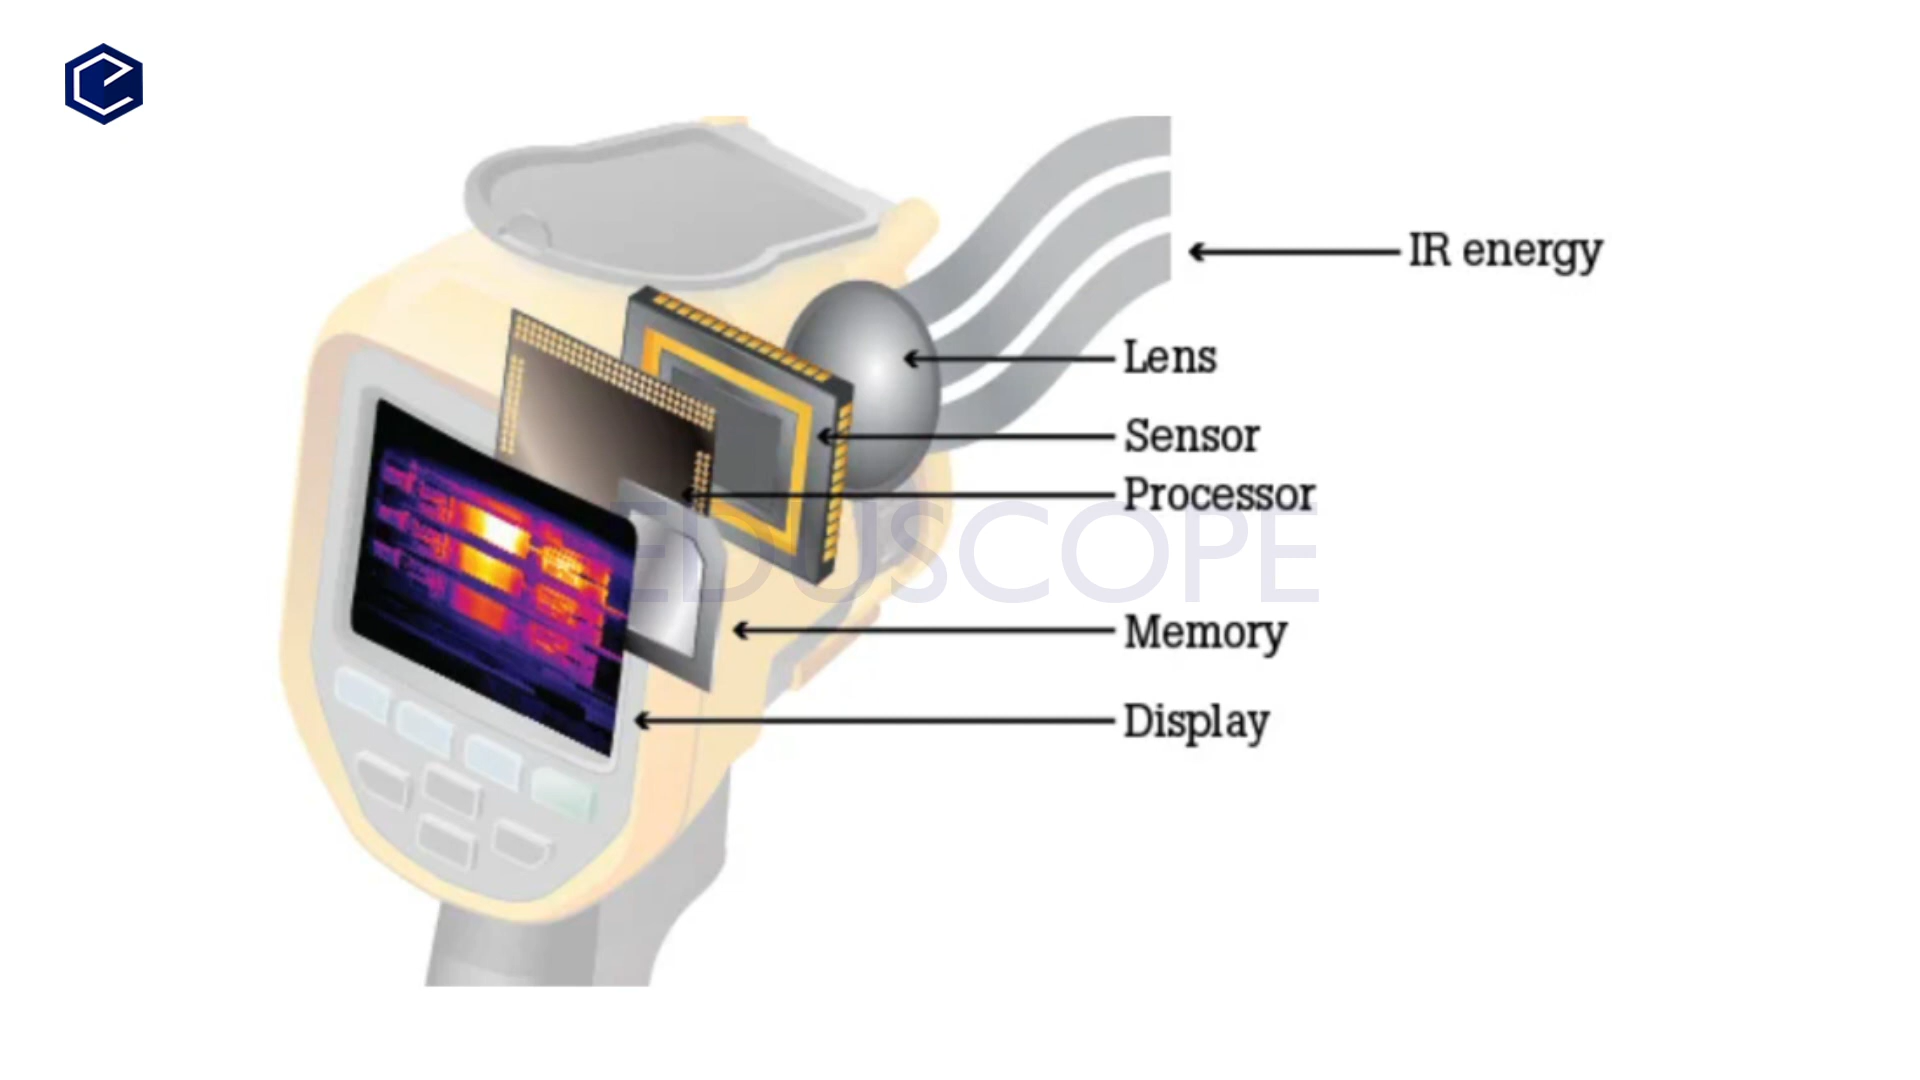 IR energy
Lens
Sensor
Processor
EDUSCOPE
Memory
Display